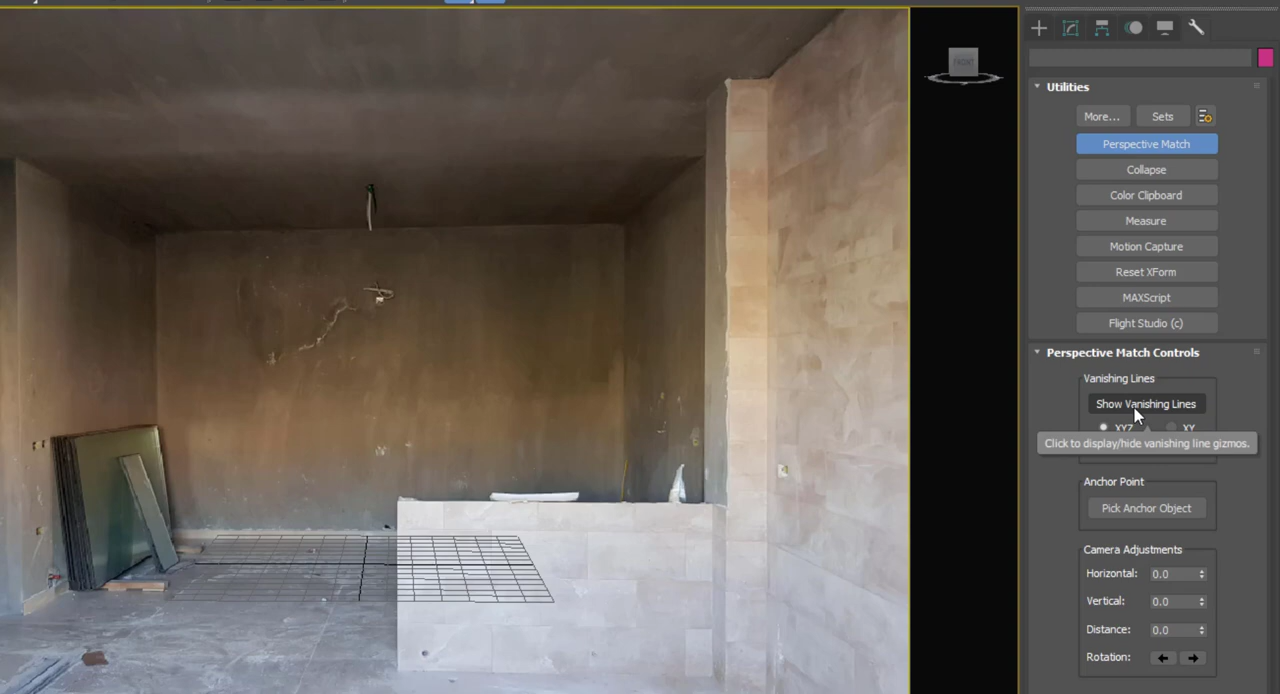 FRONT
Utilities
More... Sets
Perspective Match
Collapse
Color Clipboard
Measure
Motion Capture
Reset XForm
MAXScript
Flight Studio (c)
Perspective Match Controls
Vanishing Lines
Show Vanishing Lines
XYZ XY
Click to display/hide vanishing line gizmos.
Anchor Point
Pick Anchor Object
Camera Adjustments
Horizontal: 0.0
Vertical: 0.0
Distance: 0.0
Rotation: